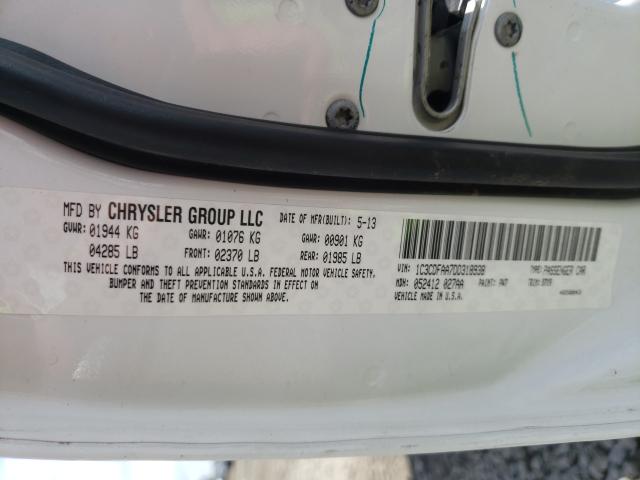 MFD BY CHRYSLER GROUP LLC DATE OF MFR(BUILT): 5-13
GVWR: 01944 KG GAWR: 01076 KG GAWR: 00901 KG
04285 LB FRONT: 02370 LB REAR: 01985 LB
THIS VEHICLE CONFORMS TO ALL APPLICABLE U.S.A. FEDERAL MOTOR VEHICLE SAFETY,
BUMPER AND THEFT PREVENTION STANDARDS IN EFFECT ON
THE DATE OF MANUFACTURE SHOWN ABOVE.
VIN: 1C3CDFAA7DD318938 TYPE: PASSENGER CAR
MDH: 052412 027AA PAINT: PW7 TRIM:
MADE IN U.S.A.